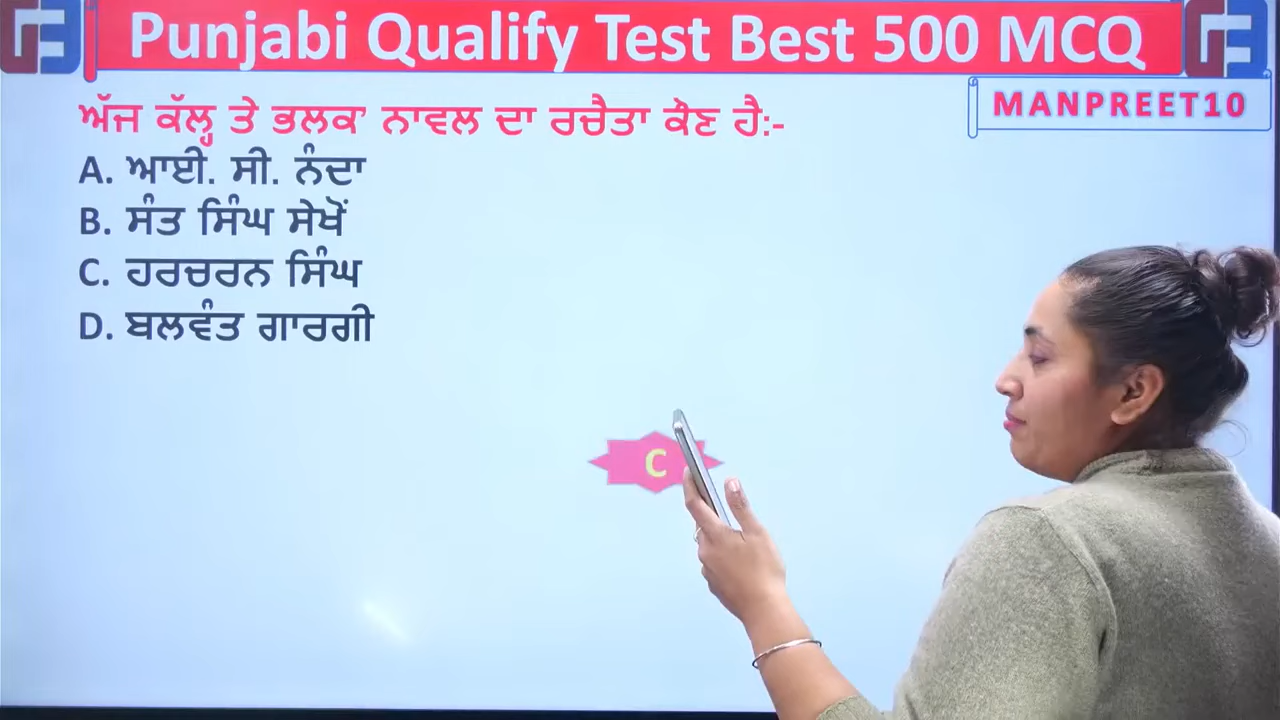 Punjabi Qualify Test Best 500 MCQ
MANPREET10
ਅੱਜ ਕੱਲ੍ਹ ਤੇ ਭਲਕ' ਨਾਵਲ ਦਾ ਰਚੈਤਾ ਕੌਣ ਹੈ:-
A. ਆਈ. ਸੀ. ਨੰਦਾ
B. ਸੰਤ ਸਿੰਘ ਸੇਖੋਂ
C. ਹਰਚਰਨ ਸਿੰਘ
D. ਬਲਵੰਤ ਗਾਰਗੀ
C